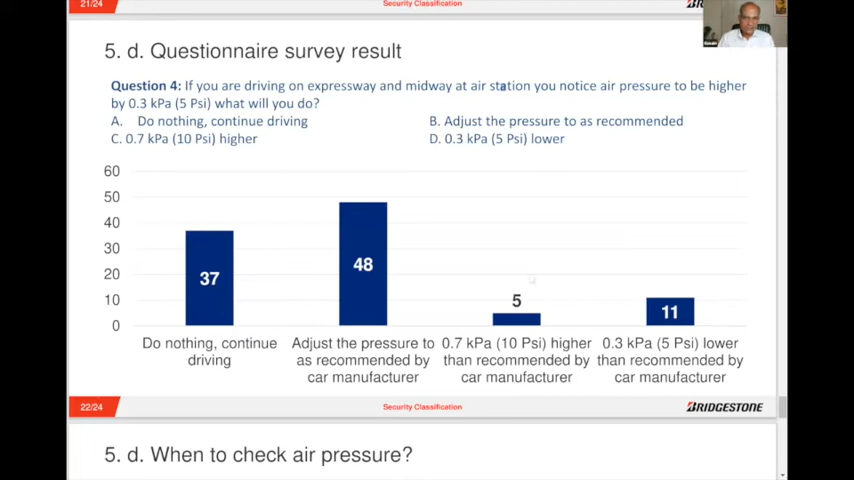 21/24
Security Classification
5. d. Questionnaire survey result
Question 4: If you are driving on expressway and midway at air station you notice air pressure to be higher
by 0.3 kPa (5 Psi) what will you do?
A. Do nothing, continue driving
B. Adjust the pressure to as recommended
C. 0.7 kPa (10 Psi) higher
D. 0.3 kPa (5 Psi) lower
60
50
40
30
20
10
0
37
48
5
11
Do nothing, continue
driving
Adjust the pressure to
as recommended by
car manufacturer
0.7 kPa (10 Psi) higher
than recommended by
car manufacturer
0.3 kPa (5 Psi) lower
than recommended by
car manufacturer
22/24
Security Classification
BRIDGESTONE
5. d. When to check air pressure?